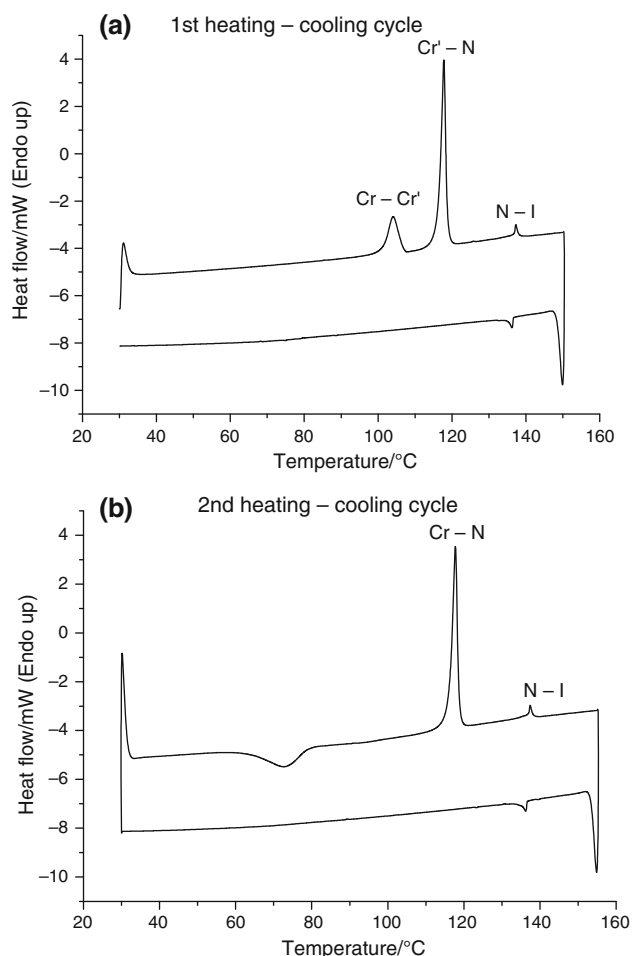 (a) 1st heating – cooling cycle
Cr' – N
4
2
0
Cr – Cr'
−2
N – I
−4
−6
−8
−10
Heat flow/mW (Endo up)
20 40 60 80 100 120 140 160
Temperature/°C
(b) 2nd heating – cooling cycle
Cr – N
4
2
0
−2
N – I
−4
−6
−8
−10
Heat flow/mW (Endo up)
20 40 60 80 100 120 140 160
Temperature/°C